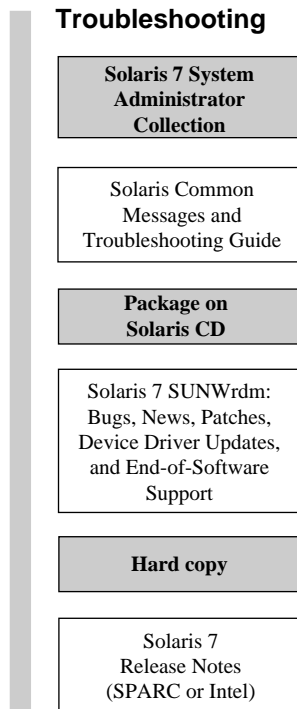 Troubleshooting
Solaris 7 System
Administrator
Collection
Solaris Common
Messages and
Troubleshooting Guide
Package on
Solaris CD
Solaris 7 SUNWrdm:
Bugs, News, Patches,
Device Driver Updates,
and End-of-Software
Support
Hard copy
Solaris 7
Release Notes
(SPARC or Intel)